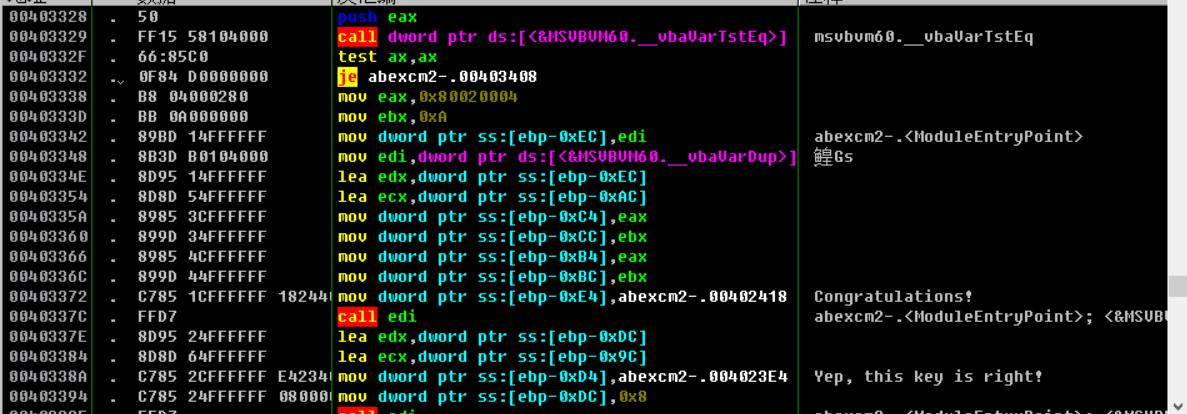 00403328 . 50 push eax
00403329 . FF15 58104000 call dword ptr ds:[<&MSVBVM60.__vbaVarTstEq>] msvbvm60.__vbaVarTstEq
0040332F . 66:85C0 test ax,ax
00403332 .⌄ 0F84 D0000000 je abexcm2-.00403408
00403338 . B8 04000280 mov eax,0x80020004
0040333D . BB 0A000000 mov ebx,0xA
00403342 . 89BD 14FFFFFF mov dword ptr ss:[ebp-0xEC],edi abexcm2-.<ModuleEntryPoint>
00403348 . 8B3D B0104000 mov edi,dword ptr ds:[<&MSVBVM60.__vbaVarDup>] Gs
0040334E . 8D95 14FFFFFF lea edx,dword ptr ss:[ebp-0xEC]
00403354 . 8D8D 54FFFFFF lea ecx,dword ptr ss:[ebp-0xAC]
0040335A . 8985 3CFFFFFF mov dword ptr ss:[ebp-0xC4],eax
00403360 . 899D 34FFFFFF mov dword ptr ss:[ebp-0xCC],ebx
00403366 . 8985 4CFFFFFF mov dword ptr ss:[ebp-0xB4],eax
0040336C . 899D 44FFFFFF mov dword ptr ss:[ebp-0xBC],ebx
00403372 . C785 1CFFFFFF 18244 mov dword ptr ss:[ebp-0xE4],abexcm2-.00402418 Congratulations!
0040337C . FFD7 call edi abexcm2-.<ModuleEntryPoint>; <&MSVBV
0040337E . 8D95 24FFFFFF lea edx,dword ptr ss:[ebp-0xDC]
00403384 . 8D8D 64FFFFFF lea ecx,dword ptr ss:[ebp-0x9C]
0040338A . C785 2CFFFFFF E4234 mov dword ptr ss:[ebp-0xD4],abexcm2-.004023E4 Yep, this key is right!
00403394 . C785 24FFFFFF 08000 mov dword ptr ss:[ebp-0xDC],0x8